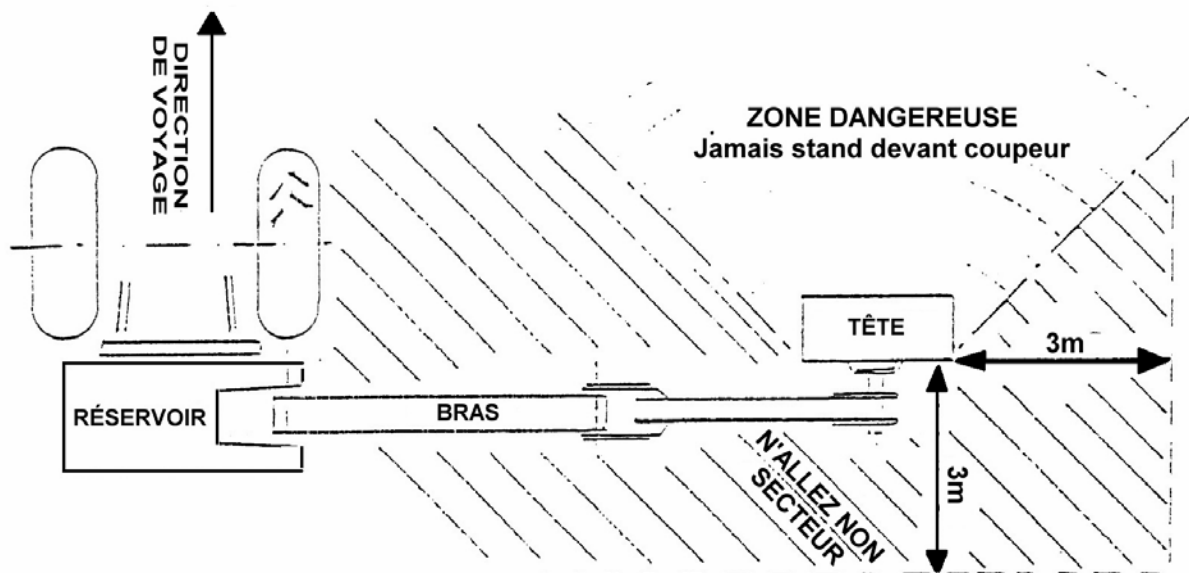 DIRECTION
DE VOYAGE
ZONE DANGEREUSE
Jamais stand devant coupeur
TÊTE
3m
RÉSERVOIR
BRAS
N'ALLEZ NON
SECTEUR
3m